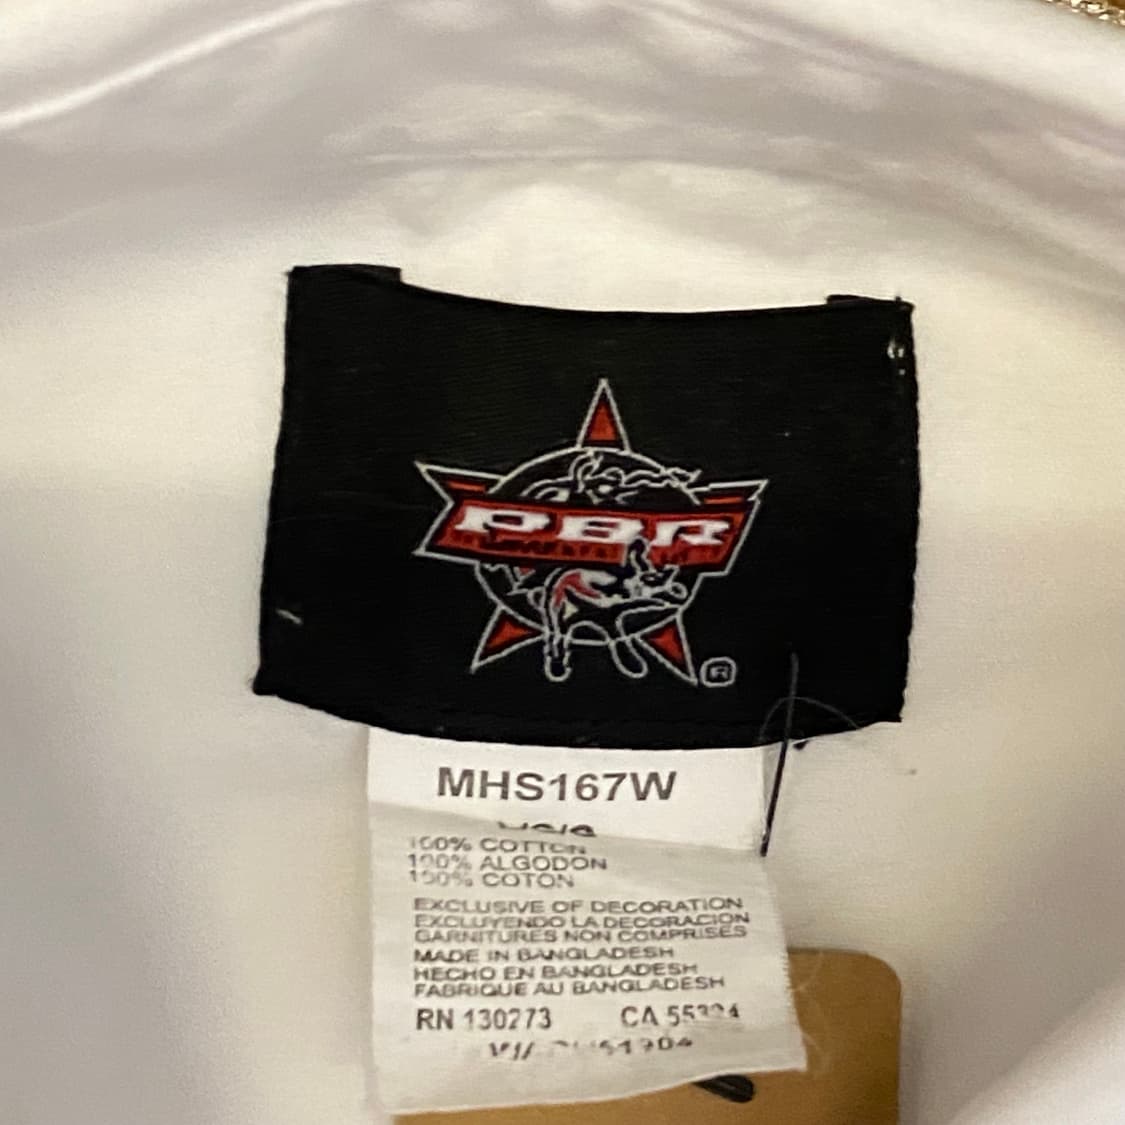 PBR
®
MHS167W
100% COTTON
100% ALGODON
100% COTON
EXCLUSIVE OF DECORATION
EXCLUYENDO LA DECORACION
GARNITURES NON COMPRISES
MADE IN BANGLADESH
HECHO EN BANGLADESH
FABRIQUE AU BANGLADESH
RN 130273 CA